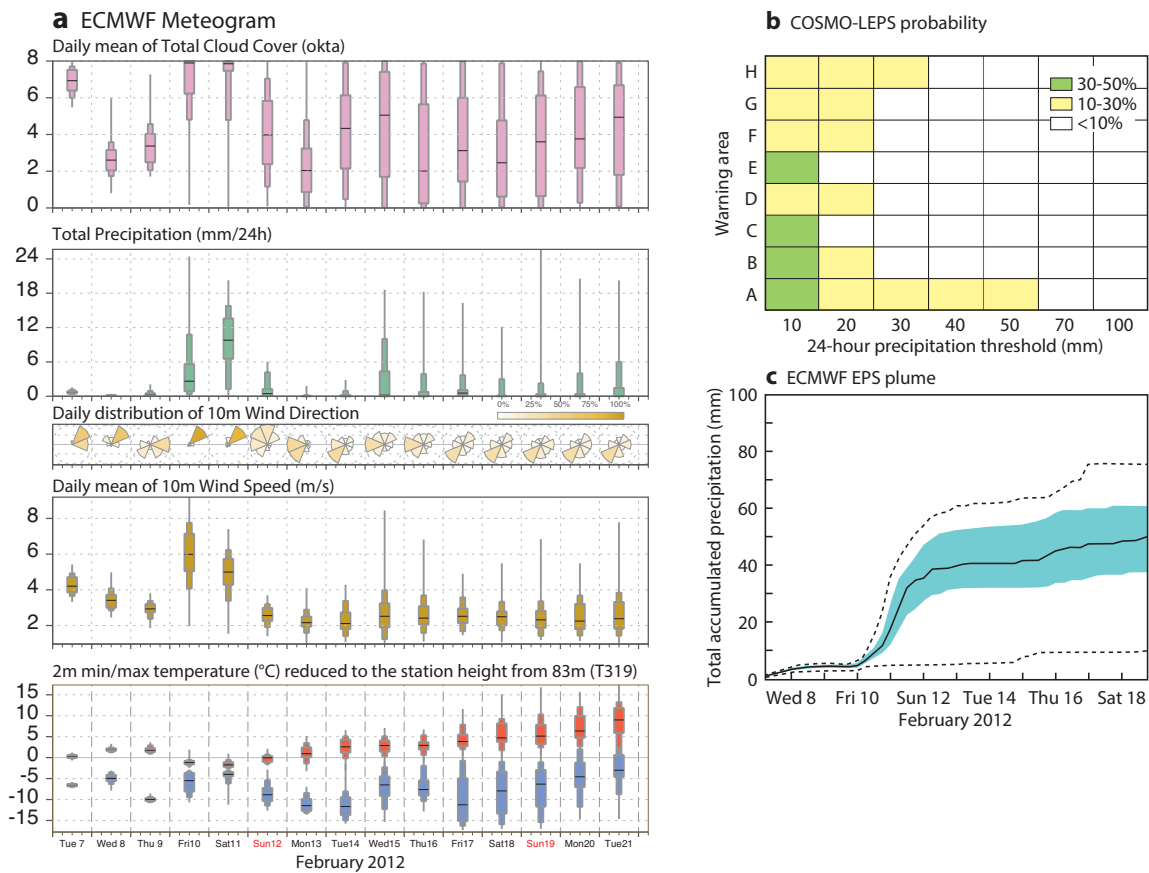 a ECMWF Meteogram
Daily mean of Total Cloud Cover (okta)
8
6
4
2
0
Total Precipitation (mm/24h)
24
18
12
6
0
Daily distribution of 10m Wind Direction
0% 25% 50% 75% 100%
Daily mean of 10m Wind Speed (m/s)
8
6
4
2
2m min/max temperature (°C) reduced to the station height from 83m (T319)
15
10
5
0
-5
-10
-15
Tue 7 Wed 8 Thu 9 Fri10 Sat11 Sun12 Mon13 Tue14 Wed15 Thu16 Fri17 Sat18 Sun19 Mon20 Tue21
February 2012
b COSMO-LEPS probability
Warning area
H
G
F
E
D
C
B
A
30-50%
10-30%
<10%
10 20 30 40 50 70 100
24-hour precipitation threshold (mm)
c ECMWF EPS plume
Total accumulated precipitation (mm)
100
80
60
40
20
0
Wed 8 Fri 10 Sun 12 Tue 14 Thu 16 Sat 18
February 2012